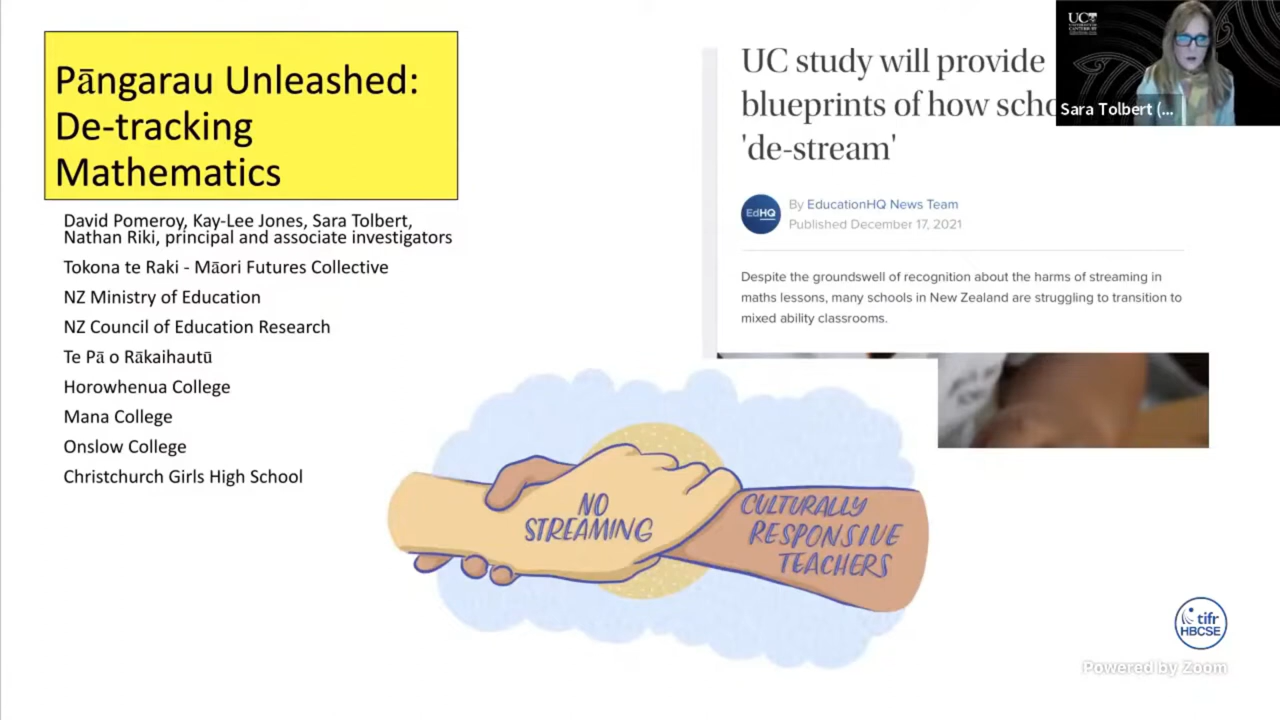 Pāngarau Unleashed:
De-tracking
Mathematics
David Pomeroy, Kay-Lee Jones, Sara Tolbert,
Nathan Riki, principal and associate investigators
Tokona te Raki - Māori Futures Collective
NZ Ministry of Education
NZ Council of Education Research
Te Pā o Rākaihautū
Horowhenua College
Mana College
Onslow College
Christchurch Girls High School
UC study will provide
blueprints of how scho
'de-stream'
EdHQ
By EducationHQ News Team
Published December 17, 2021
Despite the groundswell of recognition about the harms of streaming in
maths lessons, many schools in New Zealand are struggling to transition to
mixed ability classrooms.
NO
STREAMING
CULTURALLY
RESPONSIVE
TEACHERS
UC
Sara Tolbert (...
tifr
HBCSE
Powered by Zoom